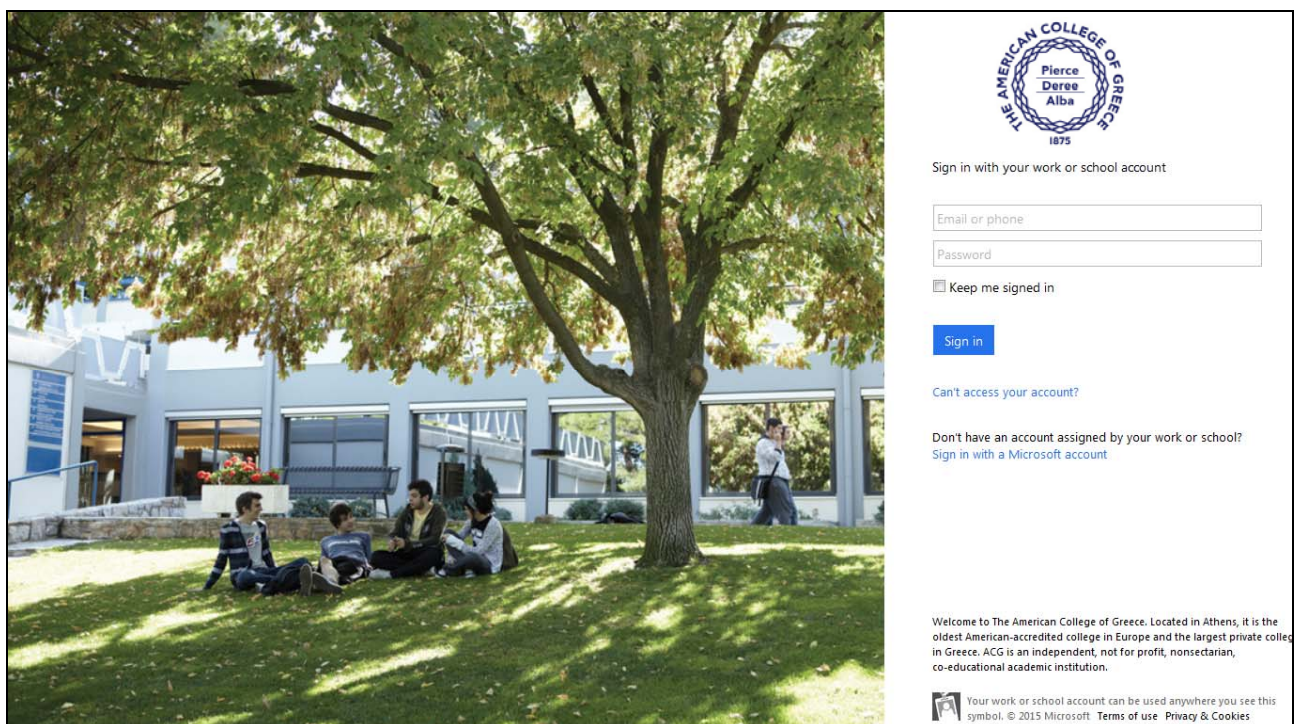 THE AMERICAN COLLEGE OF GREECE
Pierce
Deree
Alba
1875
Sign in with your work or school account
Email or phone
Password
Keep me signed in
Sign in
Can't access your account?
Don't have an account assigned by your work or school?
Sign in with a Microsoft account
Welcome to The American College of Greece. Located in Athens, it is the
oldest American-accredited college in Europe and the largest private colleg
in Greece. ACG is an independent, not for profit, nonsectarian,
co-educational academic institution.
Your work or school account can be used anywhere you see this
symbol. © 2015 Microsoft Terms of use Privacy & Cookies